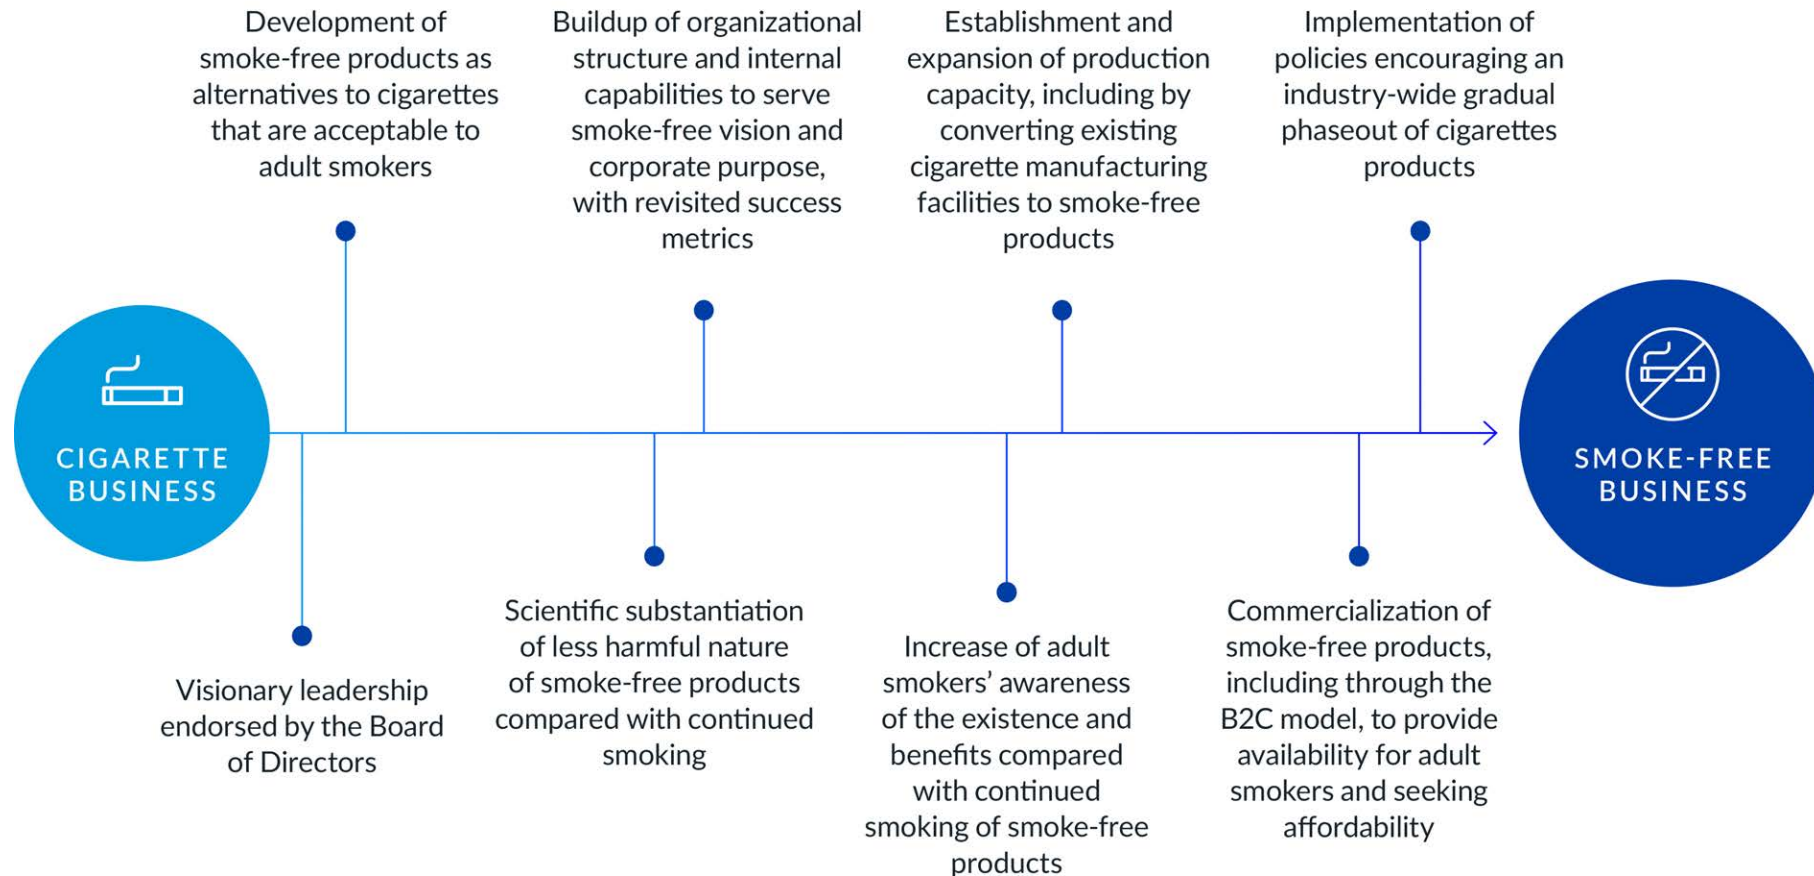 Development of
smoke-free products as
alternatives to cigarettes
that are acceptable to
adult smokers
Buildup of organizational
structure and internal
capabilities to serve
smoke-free vision and
corporate purpose,
with revisited success
metrics
Establishment and
expansion of production
capacity, including by
converting existing
cigarette manufacturing
facilities to smoke-free
products
Implementation of
policies encouraging an
industry-wide gradual
phaseout of cigarettes
products
CIGARETTE
BUSINESS
SMOKE-FREE
BUSINESS
Visionary leadership
endorsed by the Board
of Directors
Scientific substantiation
of less harmful nature
of smoke-free products
compared with continued
smoking
Increase of adult
smokers’ awareness
of the existence and
benefits compared
with continued
smoking of smoke-free
products
Commercialization of
smoke-free products,
including through the
B2C model, to provide
availability for adult
smokers and seeking
affordability